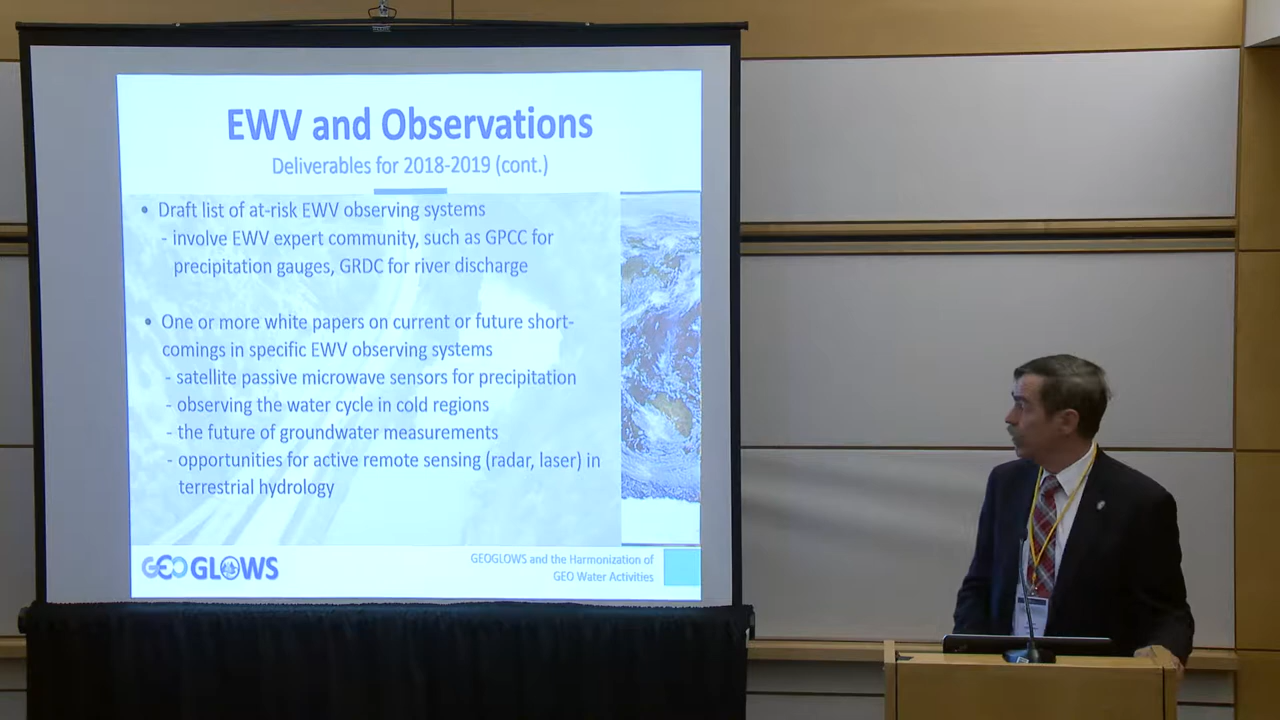 EWV and Observations
Deliverables for 2018-2019 (cont.)
• Draft list of at-risk EWV observing systems
- involve EWV expert community, such as GPCC for
precipitation gauges, GRDC for river discharge
• One or more white papers on current or future short-
comings in specific EWV observing systems
- satellite passive microwave sensors for precipitation
- observing the water cycle in cold regions
- the future of groundwater measurements
- opportunities for active remote sensing (radar, laser) in
terrestrial hydrology
GEOGLOWS
GEOGLOWS and the Harmonization of
GEO Water Activities